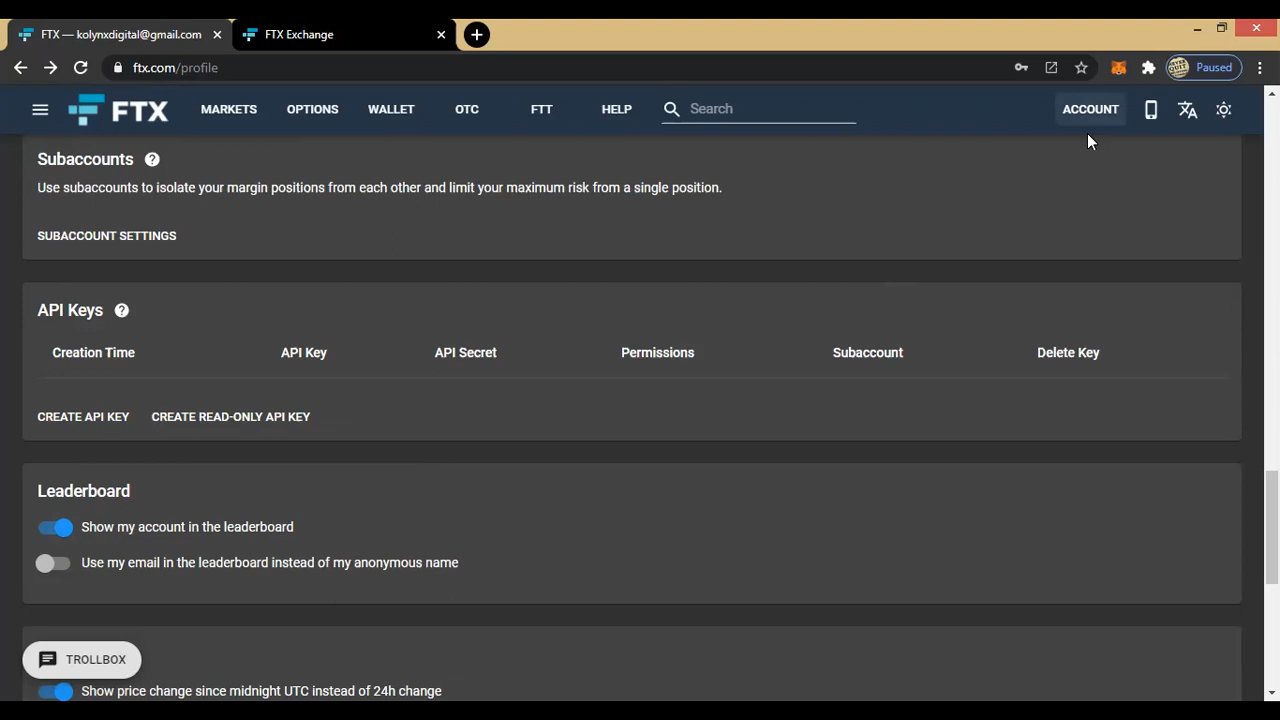 FTX — kolynxdigital@gmail.com
FTX Exchange
ftx.com/profile
Paused
FTX
MARKETS OPTIONS WALLET OTC FTT HELP Search ACCOUNT
Subaccounts ?
Use subaccounts to isolate your margin positions from each other and limit your maximum risk from a single position.
SUBACCOUNT SETTINGS
API Keys ?
Creation Time API Key API Secret Permissions Subaccount Delete Key
CREATE API KEY CREATE READ-ONLY API KEY
Leaderboard
Show my account in the leaderboard
Use my email in the leaderboard instead of my anonymous name
TROLLBOX
Show price change since midnight UTC instead of 24h change